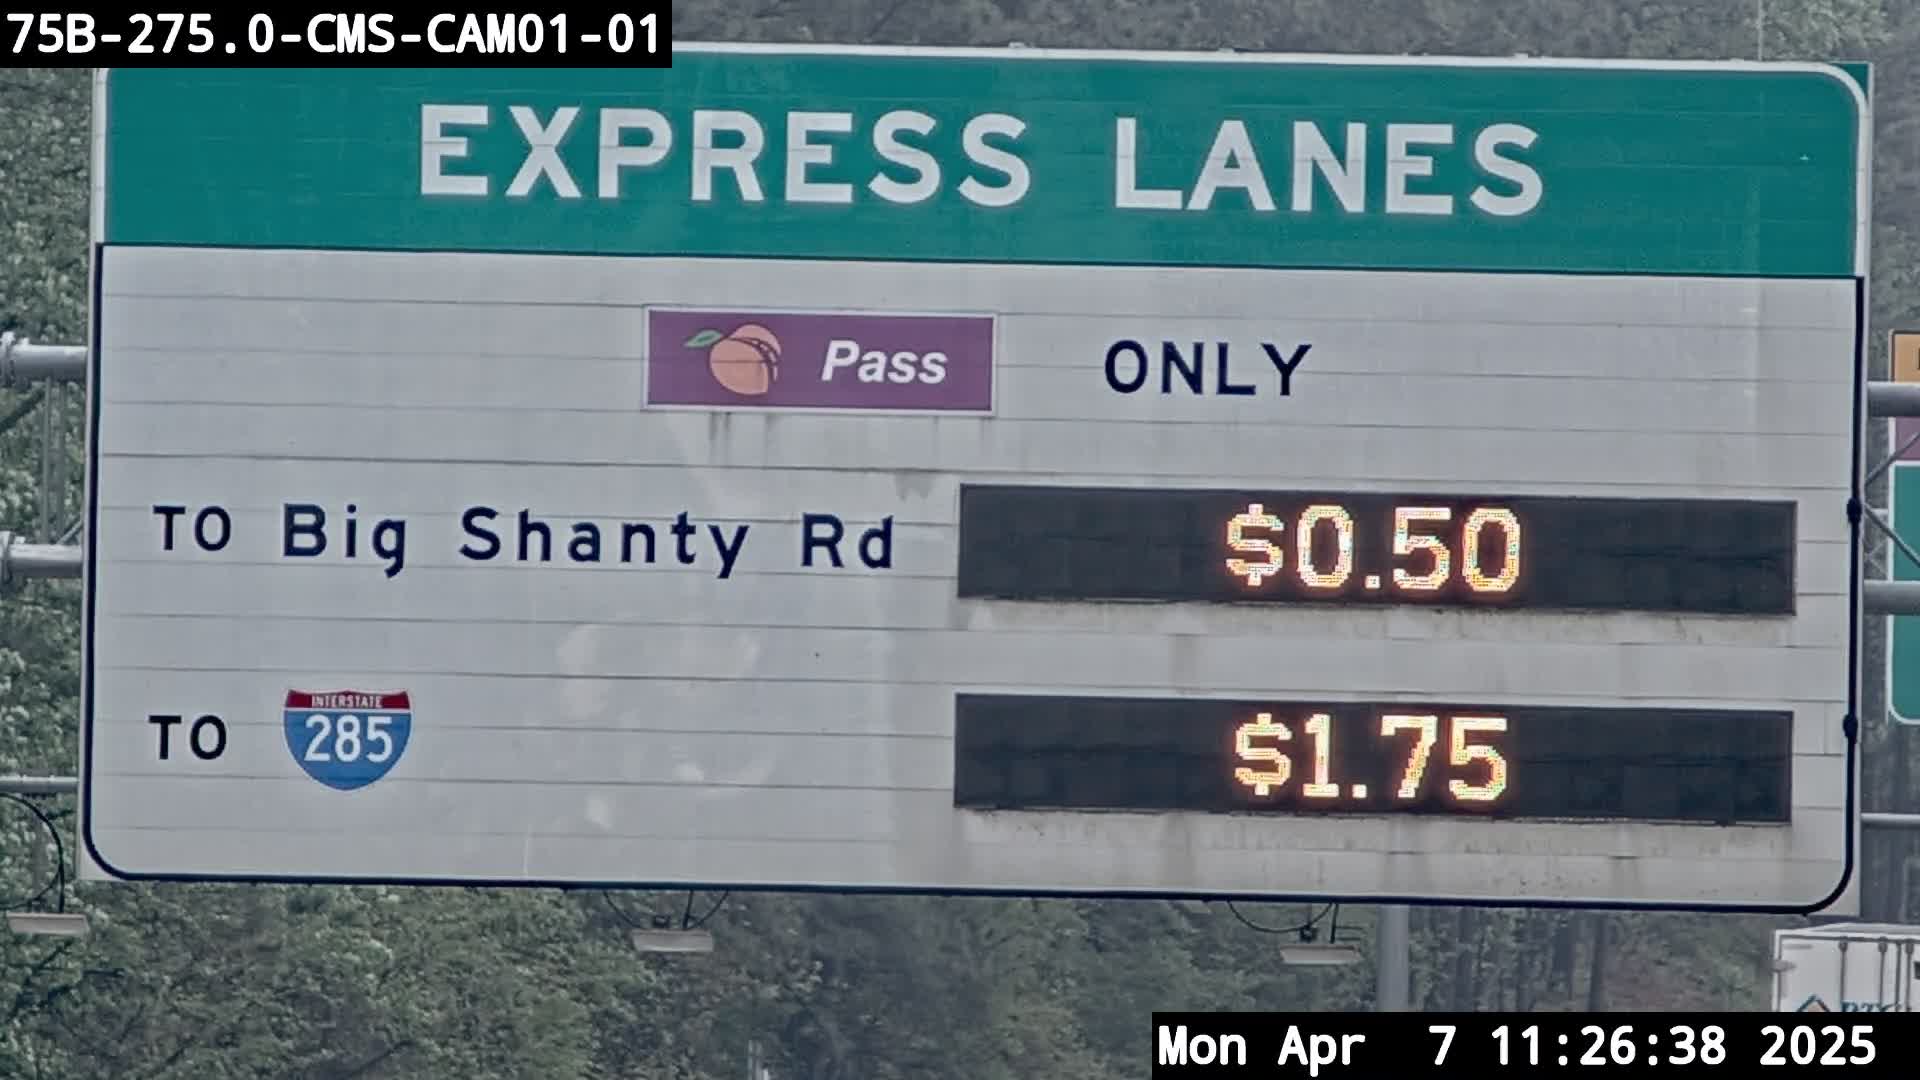 75B-275.0-CMS-CAM01-01
EXPRESS LANES
Pass ONLY
TO Big Shanty Rd $0.50
TO INTERSTATE 285 $1.75
Mon Apr 7 11:26:38 2025